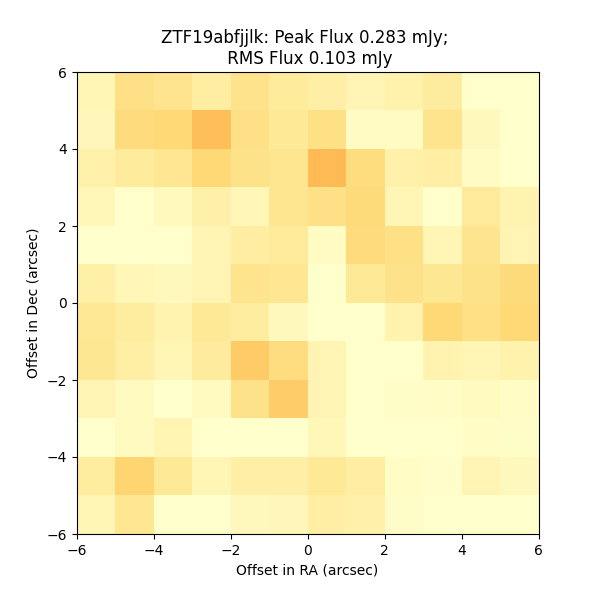 ZTF19abfjjlk: Peak Flux 0.283 mJy;
RMS Flux 0.103 mJy
6
4
2
0
−2
−4
−6
Offset in Dec (arcsec)
−6 −4 −2 0 2 4 6
Offset in RA (arcsec)